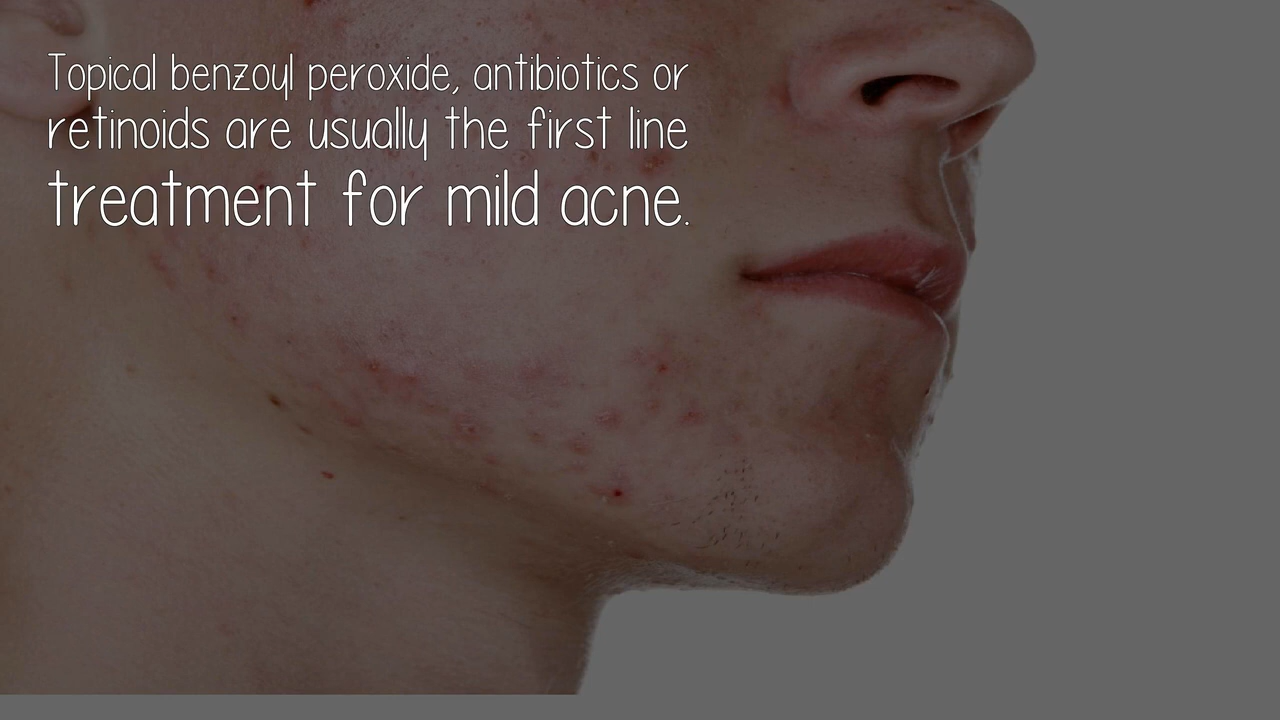 Topical benzoyl peroxide, antibiotics or
retinoids are usually the first line
treatment for mild acne.